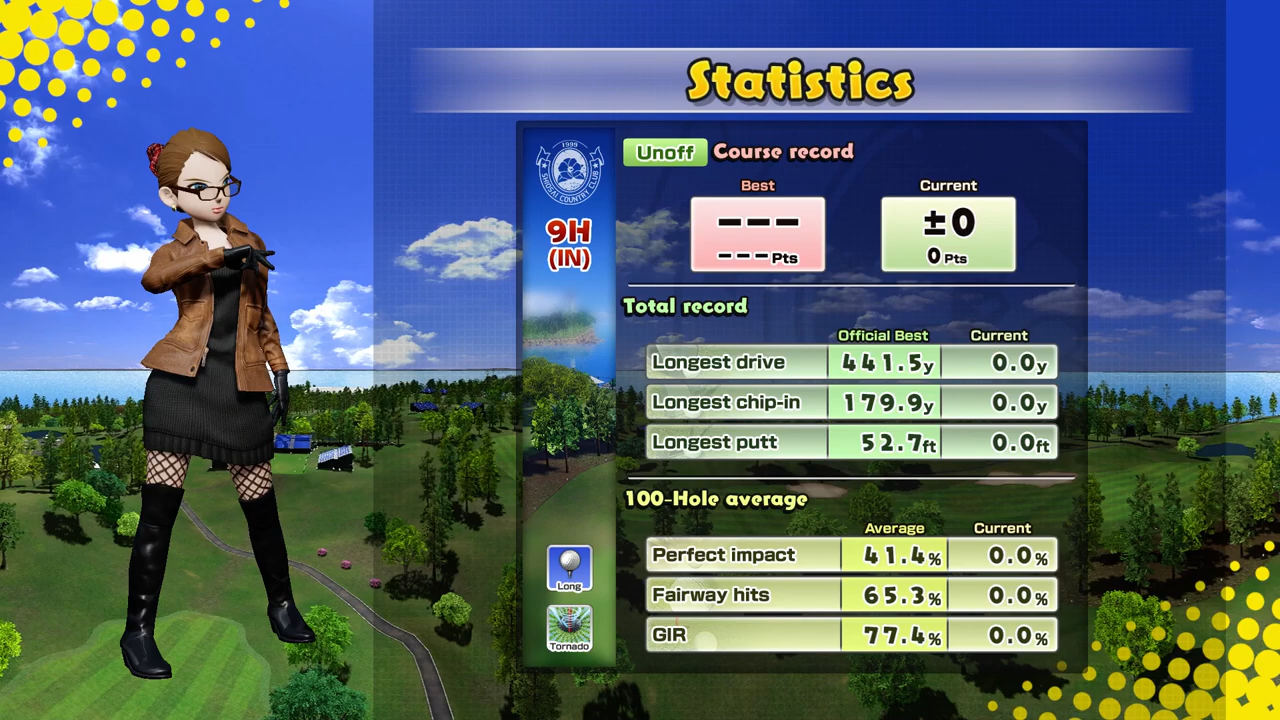 Statistics
1999
SHIOSAI COUNTRY CLUB
9H
(IN)
Long
Tornado
Unoff Course record
Best Current
--- ±0
---Pts 0Pts
Total record
Official Best Current
Longest drive 441.5y 0.0y
Longest chip-in 179.9y 0.0y
Longest putt 52.7ft 0.0ft
100-Hole average
Average Current
Perfect impact 41.4% 0.0%
Fairway hits 65.3% 0.0%
GIR 77.4% 0.0%